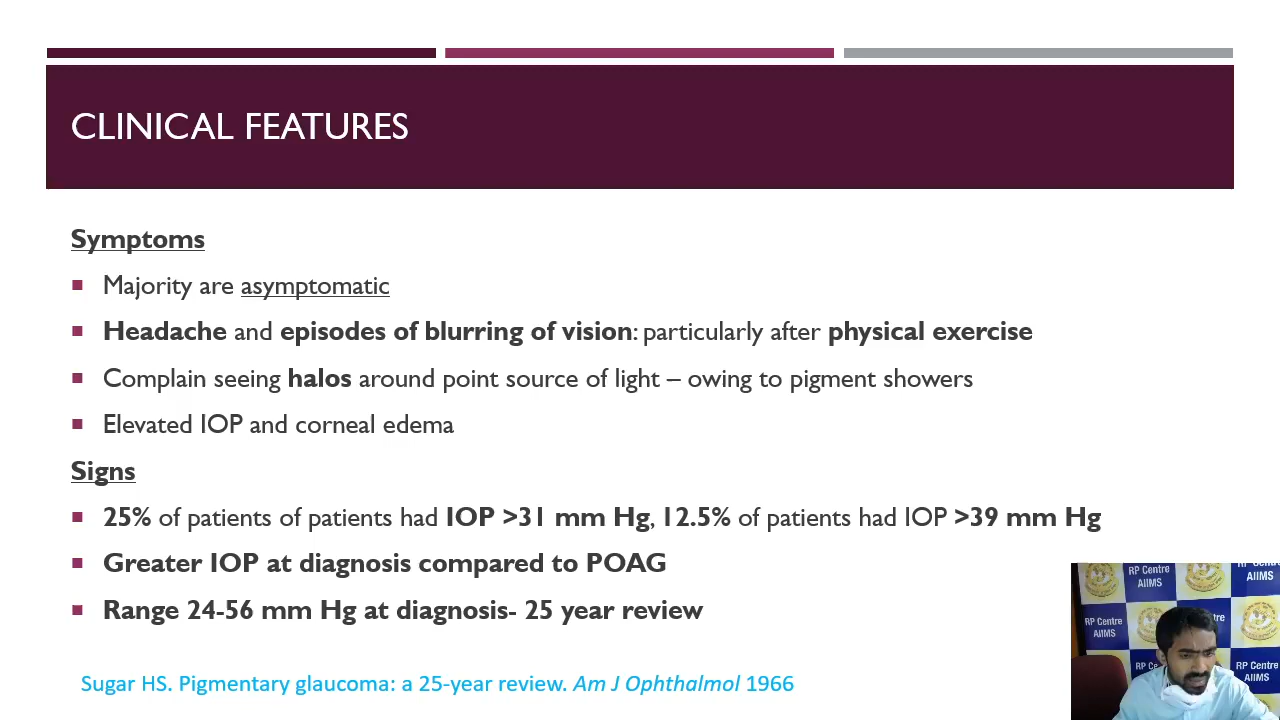 CLINICAL FEATURES
Symptoms
Majority are asymptomatic
Headache and episodes of blurring of vision: particularly after physical exercise
Complain seeing halos around point source of light – owing to pigment showers
Elevated IOP and corneal edema
Signs
25% of patients of patients had IOP >31 mm Hg, 12.5% of patients had IOP >39 mm Hg
Greater IOP at diagnosis compared to POAG
Range 24-56 mm Hg at diagnosis- 25 year review
Sugar HS. Pigmentary glaucoma: a 25-year review. Am J Ophthalmol 1966
RP Centre
AIIMS
AIIMS
RP Centre
AIIMS
RP Centre
AIIMS